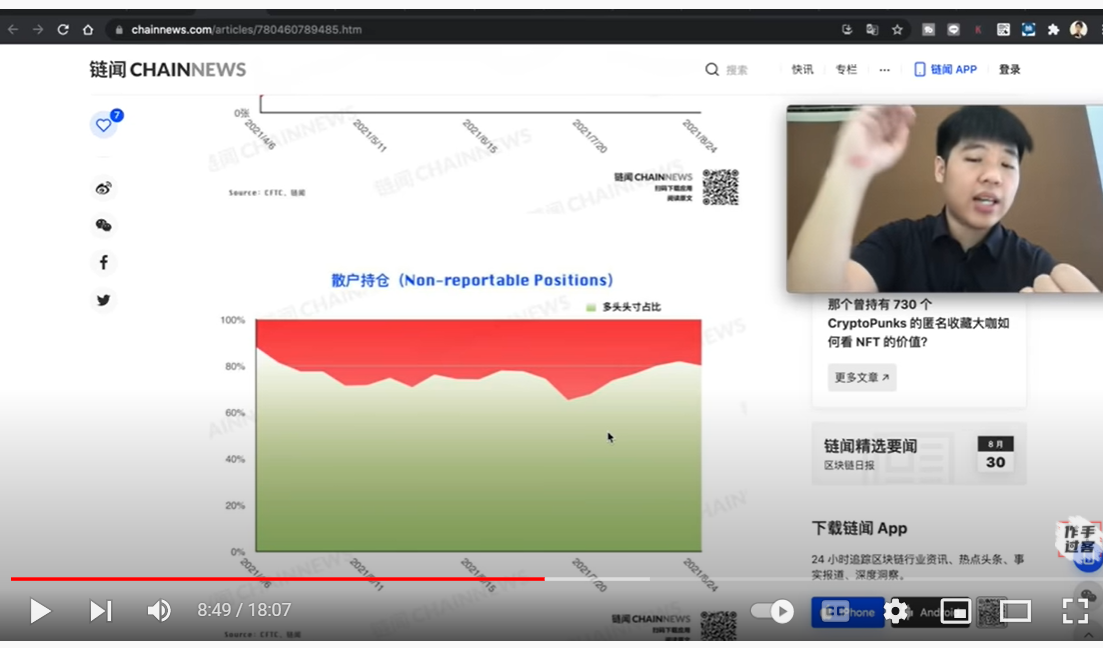 chainnews.com/articles/780460789485.htm
链闻 CHAINNEWS
搜索
快讯
专栏
···
链闻 APP
登录
7
0张
2021/4/6
2021/5/11
2021/6/15
2021/7/20
2021/8/24
Source: CFTC、链闻
链闻 CHAINNEWS
扫码下载应用
阅读原文
散户持仓（Non-reportable Positions）
多头头寸占比
100%
80%
60%
40%
20%
0%
2021/4/6
2021/5/11
2021/6/15
2021/7/20
2021/8/24
Source: CFTC、链闻
链闻 CHAINNEWS
扫码下载应用
阅读原文
那个曾持有 730 个
CryptoPunks 的匿名收藏大咖如
何看 NFT 的价值?
更多文章
链闻精选要闻
区块链日报
8 月
30
下载链闻 App
24 小时追踪区块链行业资讯、热点头条、事
实报道、深度洞察。
作手
过客
8:49 / 18:07
CC